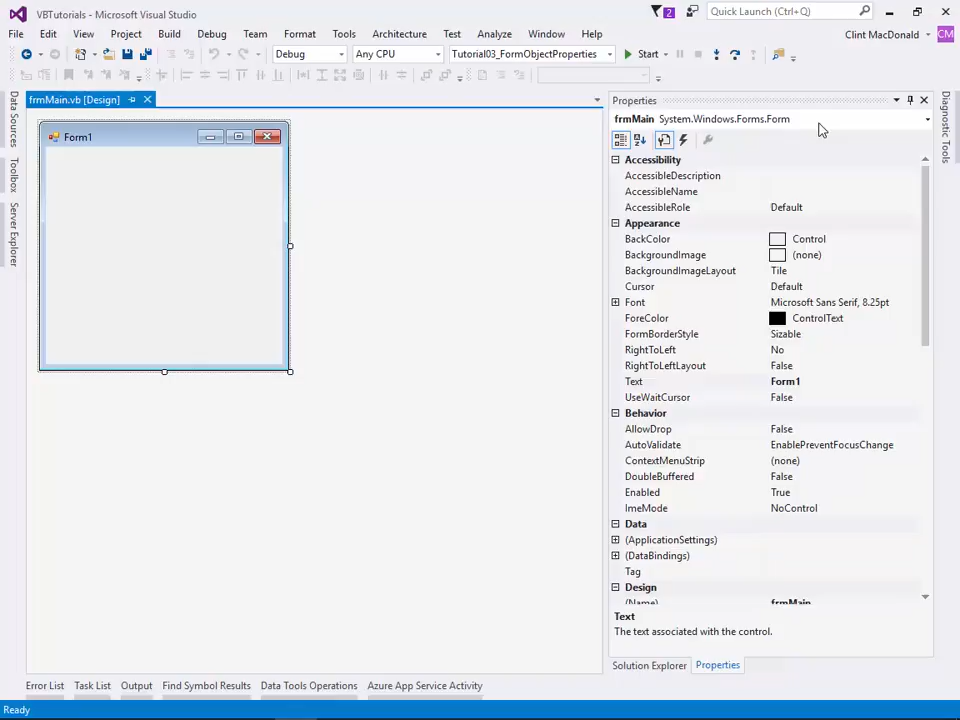 VBTutorials - Microsoft Visual Studio
2
Quick Launch (Ctrl+Q)
File Edit View Project Build Debug Team Format Tools Architecture Test Analyze Window Help
Clint MacDonald CM
Debug Any CPU Tutorial03_FormObjectProperties Start
frmMain.vb [Design]
Data Sources
Toolbox
Server Explorer
Form1
Properties
frmMain System.Windows.Forms.Form
Accessibility
AccessibleDescription
AccessibleName
AccessibleRole Default
Appearance
BackColor Control
BackgroundImage (none)
BackgroundImageLayout Tile
Cursor Default
Font Microsoft Sans Serif, 8.25pt
ForeColor ControlText
FormBorderStyle Sizable
RightToLeft No
RightToLeftLayout False
Text Form1
UseWaitCursor False
Behavior
AllowDrop False
AutoValidate EnablePreventFocusChange
ContextMenuStrip (none)
DoubleBuffered False
Enabled True
ImeMode NoControl
Data
(ApplicationSettings)
(DataBindings)
Tag
Design
(Name) frmMain
Text
The text associated with the control.
Solution Explorer Properties
Diagnostic Tools
Error List Task List Output Find Symbol Results Data Tools Operations Azure App Service Activity
Ready